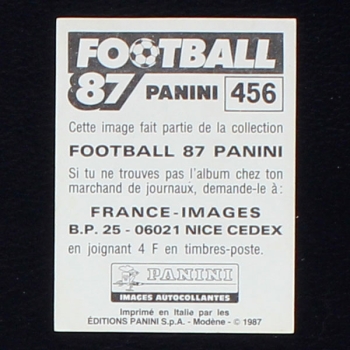 FOOTBALL
87 PANINI 456
Cette image fait partie de la collection
FOOTBALL 87 PANINI
Si tu ne trouves pas l'album chez ton
marchand de journaux, demande-le à :
FRANCE-IMAGES
B.P. 25 - 06021 NICE CEDEX
en joignant 4 F en timbres-poste.
PANINI
IMAGES AUTOCOLLANTES
Imprimé en Italie par les
ÉDITIONS PANINI S.p.A. - Modène - © 1987